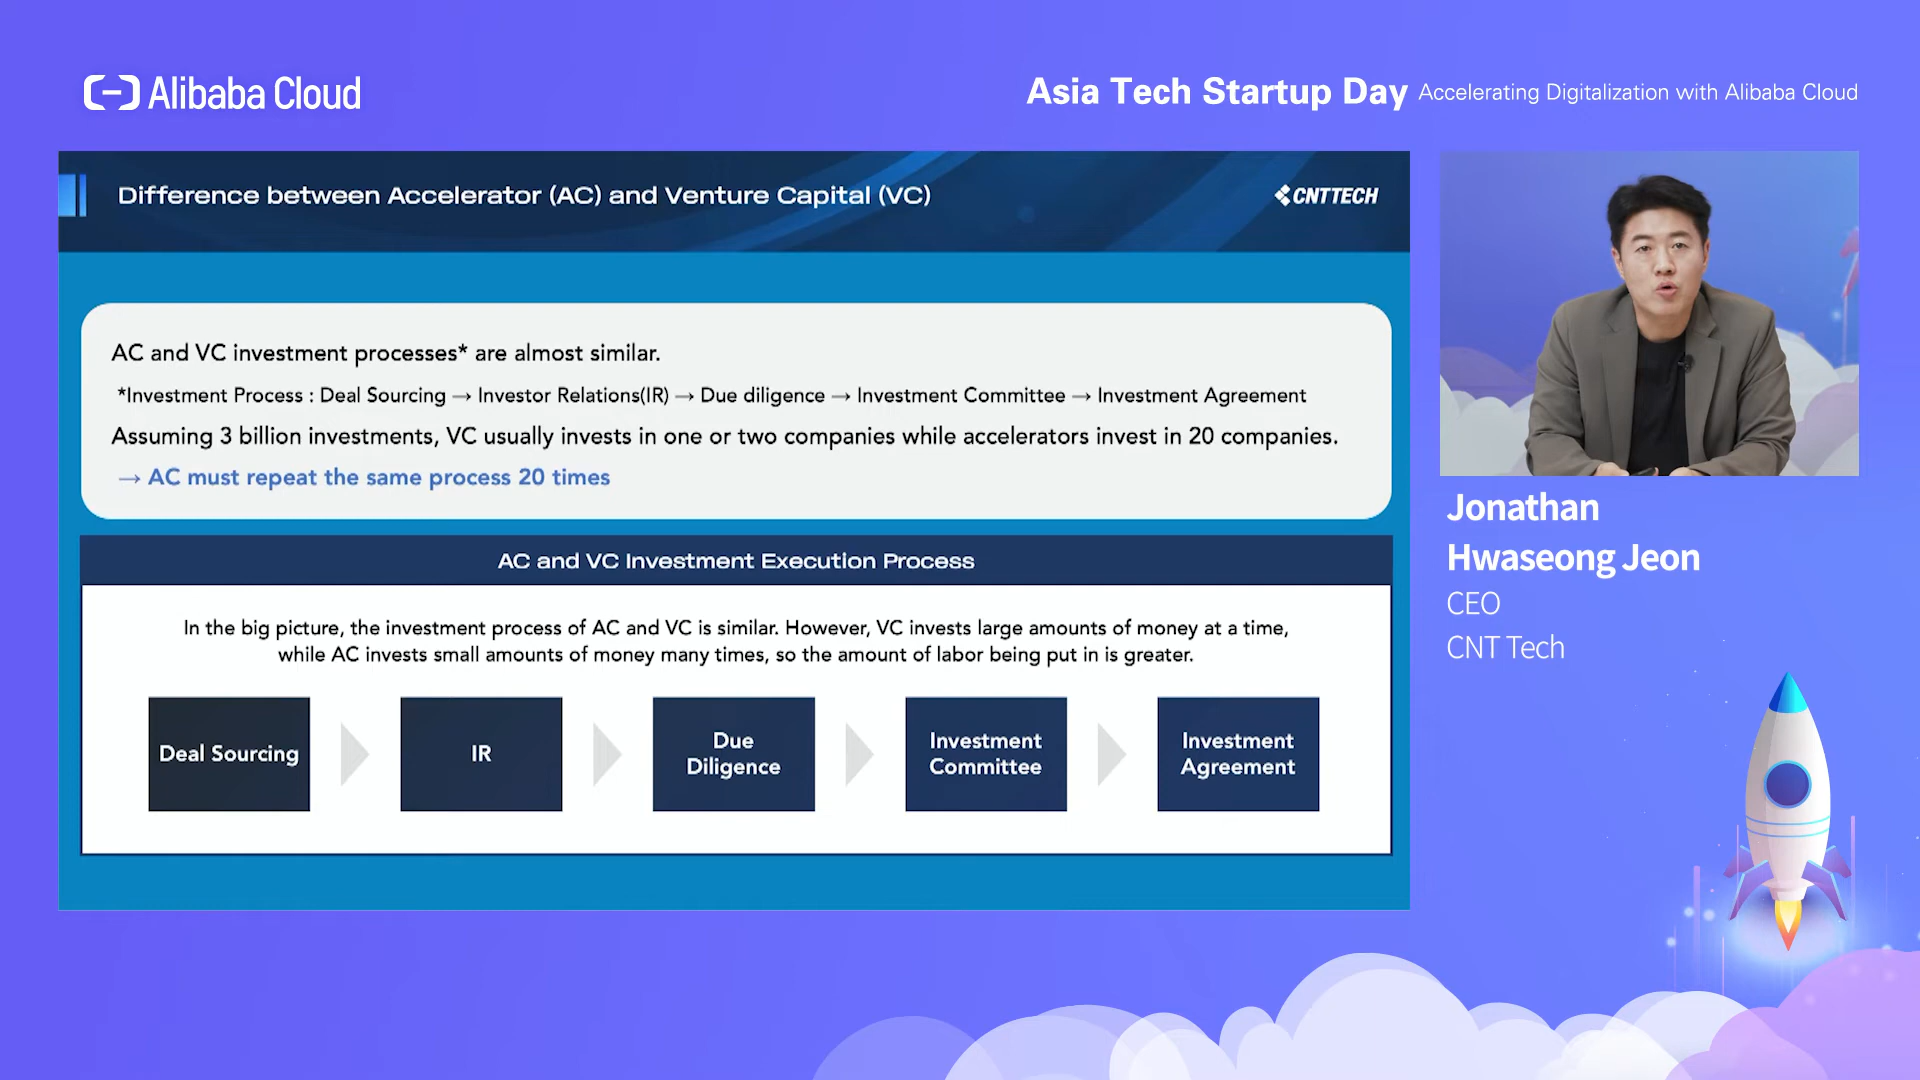 Alibaba Cloud
Asia Tech Startup Day Accelerating Digitalization with Alibaba Cloud
Difference between Accelerator (AC) and Venture Capital (VC)
CNTTECH
AC and VC investment processes* are almost similar.
*Investment Process : Deal Sourcing → Investor Relations(IR) → Due diligence → Investment Committee → Investment Agreement
Assuming 3 billion investments, VC usually invests in one or two companies while accelerators invest in 20 companies.
→ AC must repeat the same process 20 times
AC and VC Investment Execution Process
In the big picture, the investment process of AC and VC is similar. However, VC invests large amounts of money at a time,
while AC invests small amounts of money many times, so the amount of labor being put in is greater.
Deal Sourcing
IR
Due
Diligence
Investment
Committee
Investment
Agreement
Jonathan
Hwaseong Jeon
CEO
CNT Tech